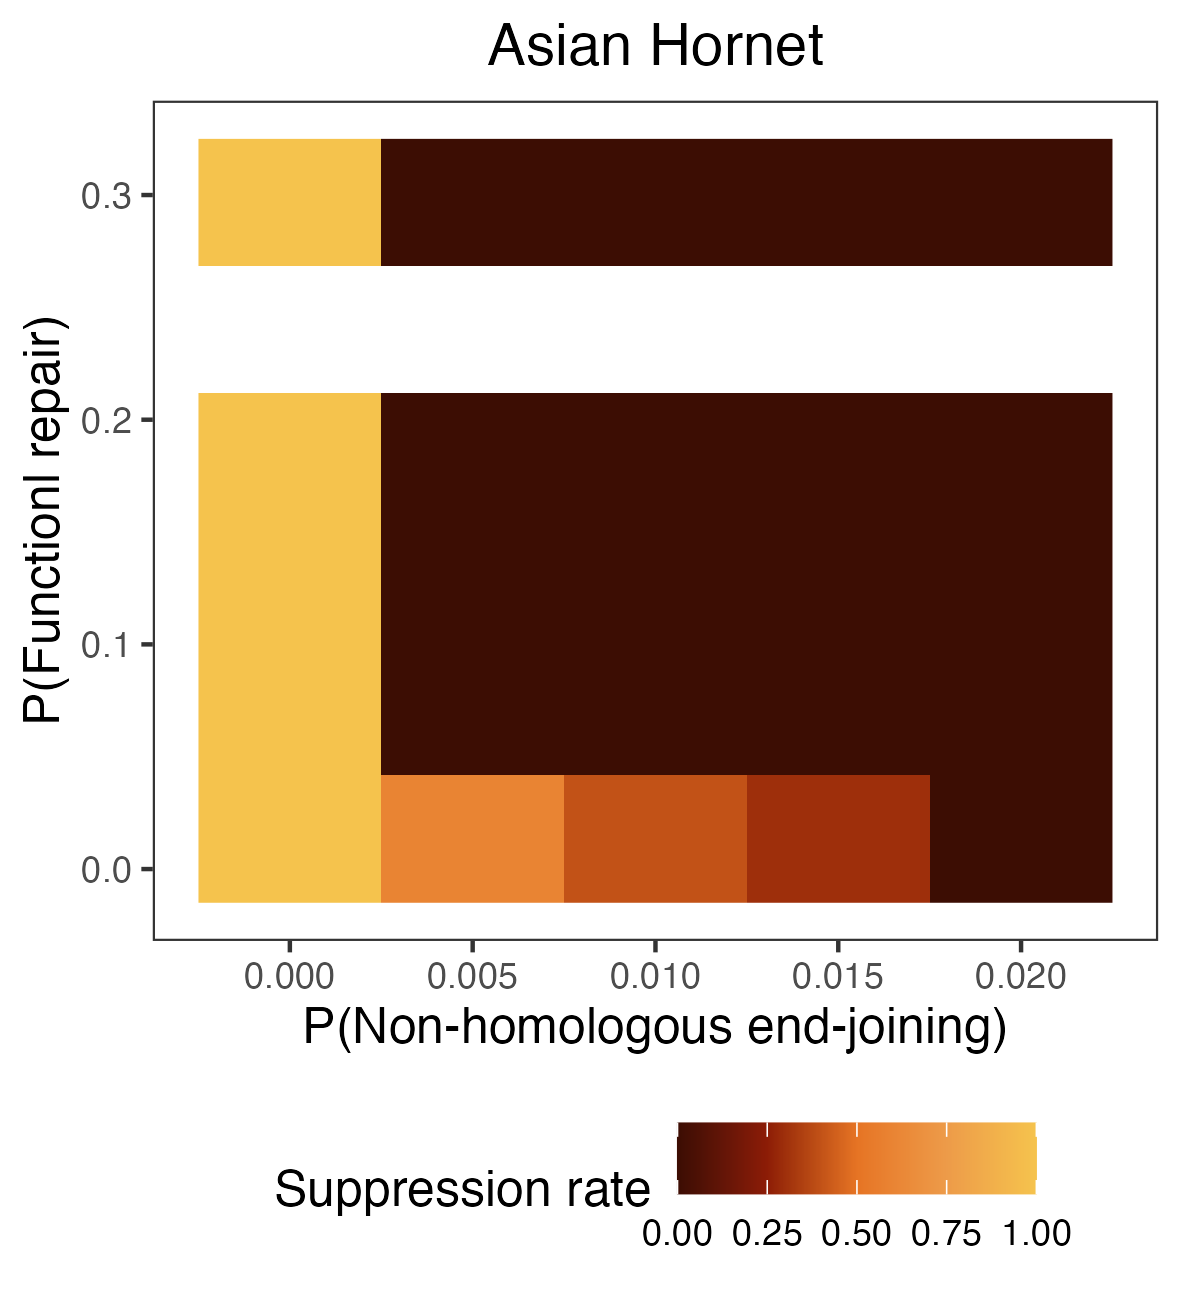 Asian Hornet
0.3
0.2
0.1
0.0
P(Functionl repair)
0.000 0.005 0.010 0.015 0.020
P(Non-homologous end-joining)
Suppression rate
0.00 0.25 0.50 0.75 1.00